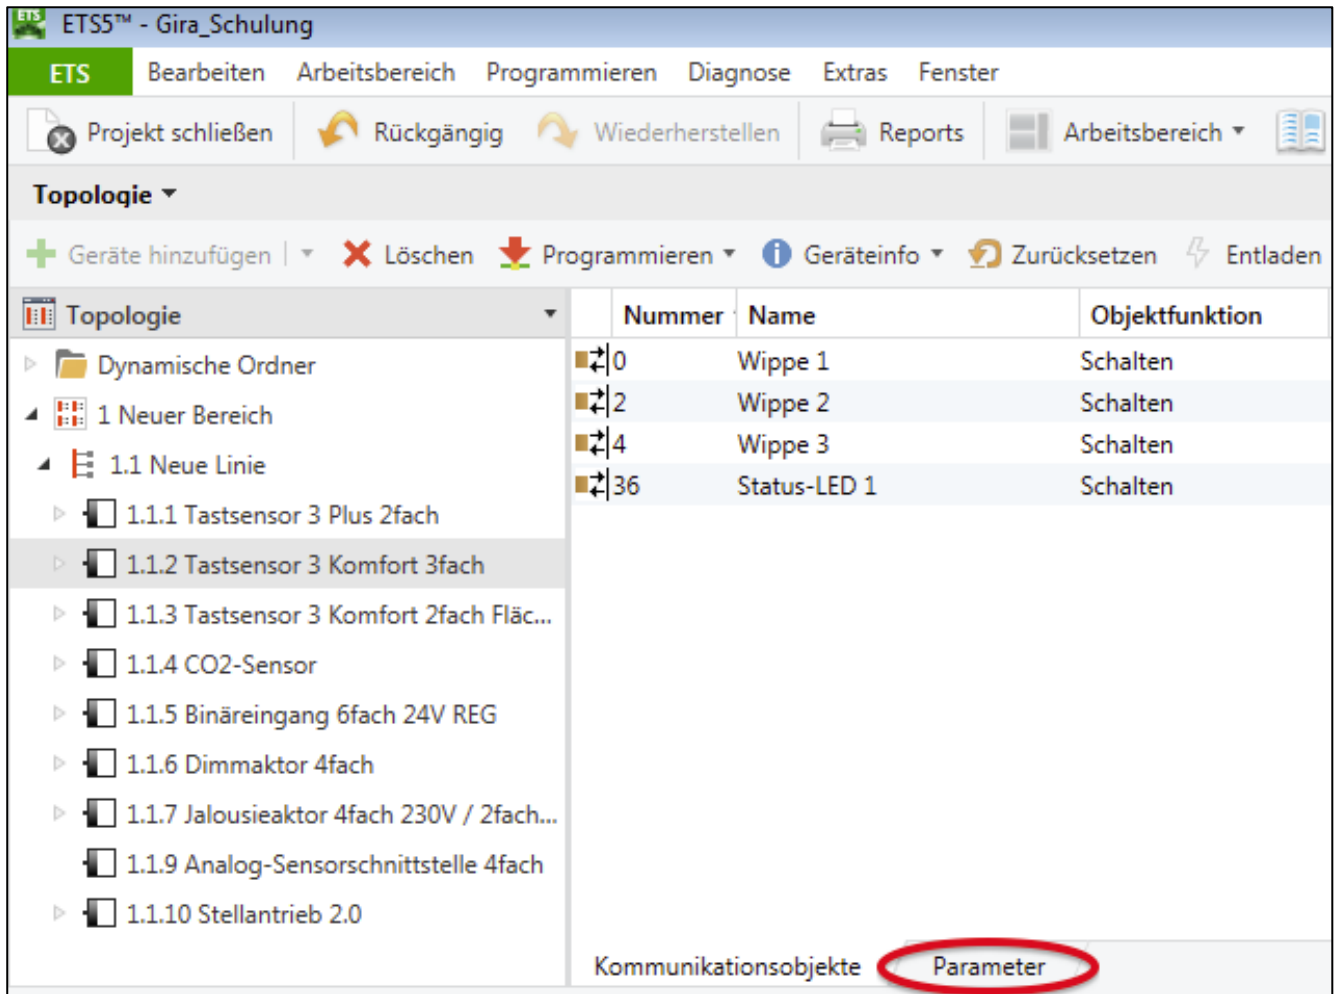 ETS ETS5™ - Gira_Schulung
ETS Bearbeiten Arbeitsbereich Programmieren Diagnose Extras Fenster
Projekt schließen Rückgängig Wiederherstellen Reports Arbeitsbereich
Topologie
Geräte hinzufügen Löschen Programmieren Geräteinfo Zurücksetzen Entladen
Topologie
Dynamische Ordner
1 Neuer Bereich
1.1 Neue Linie
1.1.1 Tastsensor 3 Plus 2fach
1.1.2 Tastsensor 3 Komfort 3fach
1.1.3 Tastsensor 3 Komfort 2fach Fläc...
1.1.4 CO2-Sensor
1.1.5 Binäreingang 6fach 24V REG
1.1.6 Dimmaktor 4fach
1.1.7 Jalousieaktor 4fach 230V / 2fach...
1.1.9 Analog-Sensorschnittstelle 4fach
1.1.10 Stellantrieb 2.0
Nummer Name Objektfunktion
0 Wippe 1 Schalten
2 Wippe 2 Schalten
4 Wippe 3 Schalten
36 Status-LED 1 Schalten
Kommunikationsobjekte Parameter